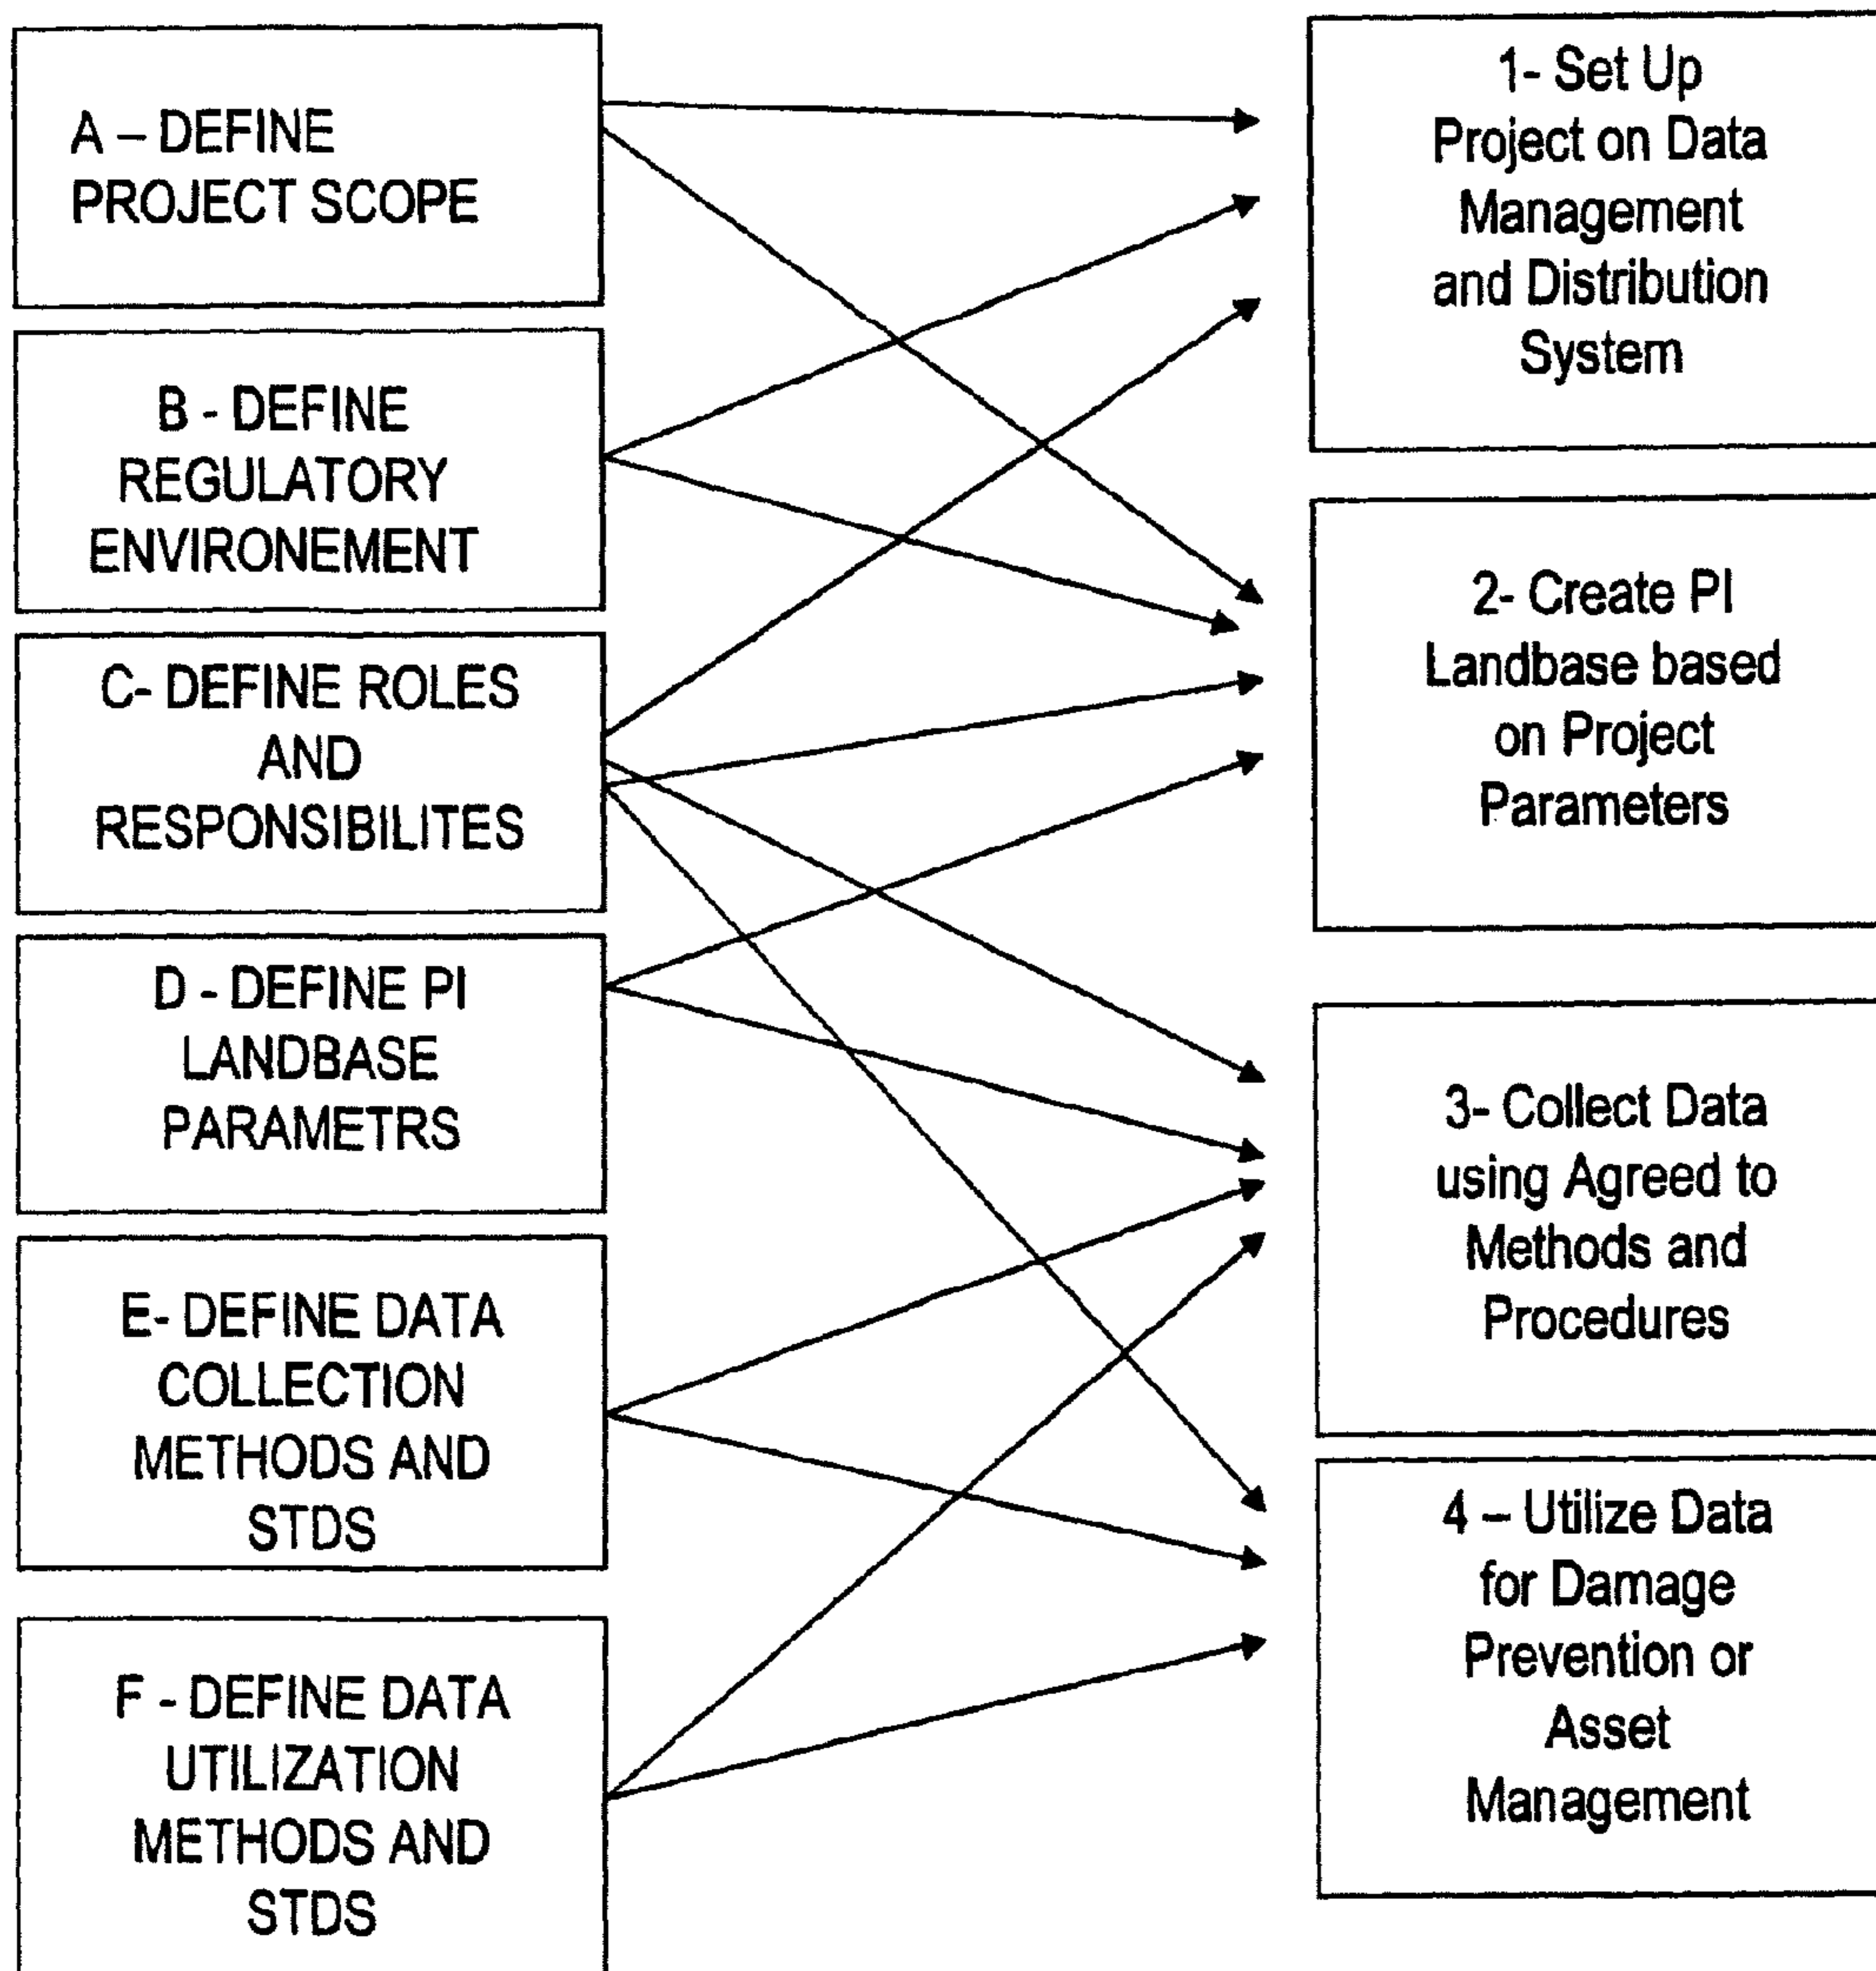 A – DEFINE
PROJECT SCOPE
B - DEFINE
REGULATORY
ENVIRONEMENT
C- DEFINE ROLES
AND
RESPONSIBILITES
D - DEFINE PI
LANDBASE
PARAMETRS
E- DEFINE DATA
COLLECTION
METHODS AND
STDS
F - DEFINE DATA
UTILIZATION
METHODS AND
STDS
1- Set Up
Project on Data
Management
and Distribution
System
2- Create PI
Landbase based
on Project
Parameters
3- Collect Data
using Agreed to
Methods and
Procedures
4 – Utilize Data
for Damage
Prevention or
Asset
Management